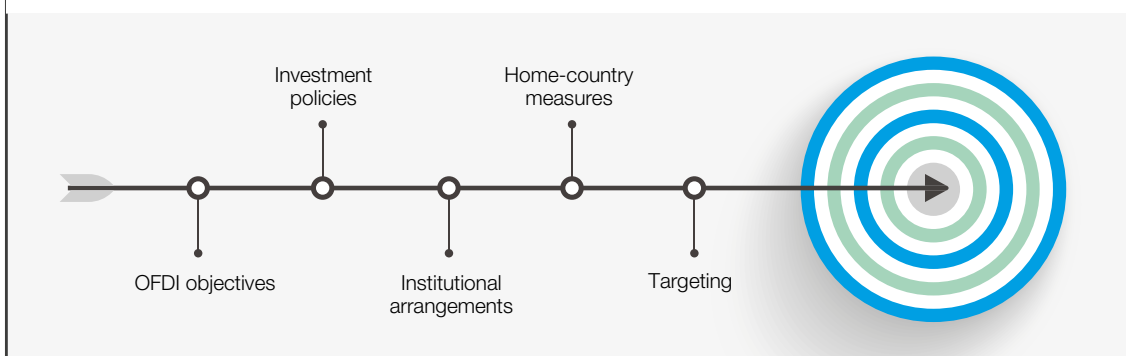 Investment
policies
Home-country
measures
OFDI objectives
Institutional
arrangements
Targeting